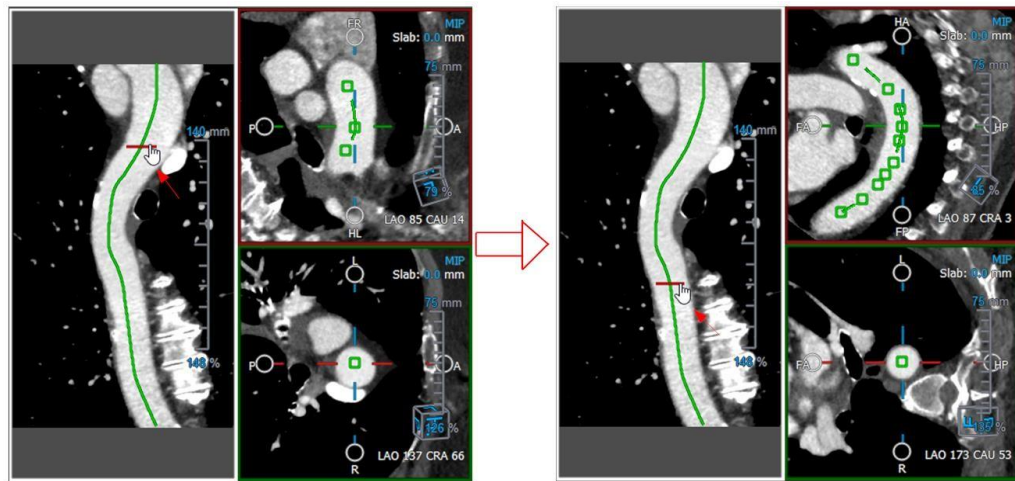 140 mm
148 %
MIP
FR
Slab: 0.0 mm
75 mm
P
A
79 %
LAO 85 CAU 14
HL
MIP
L
Slab: 0.0 mm
75 mm
P
A
126 %
LAO 137 CRA 66
R
140 mm
148 %
MIP
HA
Slab: 0.0 mm
75 mm
FA
HP
85 %
LAO 87 CRA 3
FP
MIP
L
Slab: 0.0 mm
75 mm
FA
HP
LAO 173 CAU 53
R